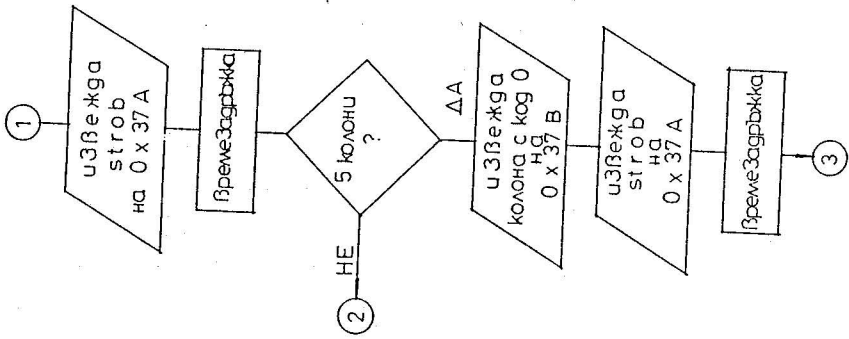 1
извежда
strob
на 0 x 37 A
времезадръжка
5 колони
?
НЕ
2
ДА
извежда
колона с код 0
на
0 x 37 B
извежда
strob
на
0 x 37 A
времезадръжка
3